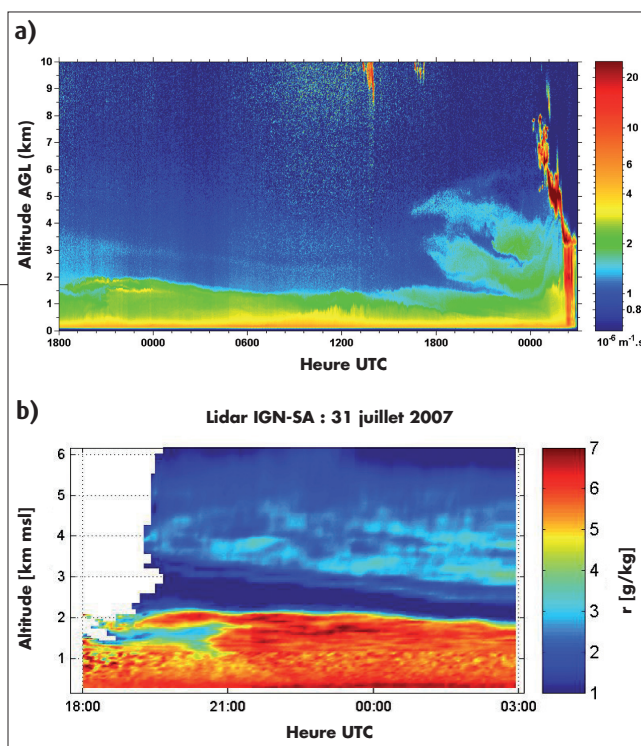 a)
10
9
8
7
6
5
4
3
2
1
0
Altitude AGL (km)
1800 0000 0600 1200 1800 0000
Heure UTC
20
10
2
1
0.8
10⁻⁶ m⁻¹.s
b)
Lidar IGN-SA : 31 juillet 2007
6
5
4
3
2
1
Altitude [km msl]
18:00 21:00 00:00 03:00
Heure UTC
7
6
5
4
3
2
1
r [g/kg]